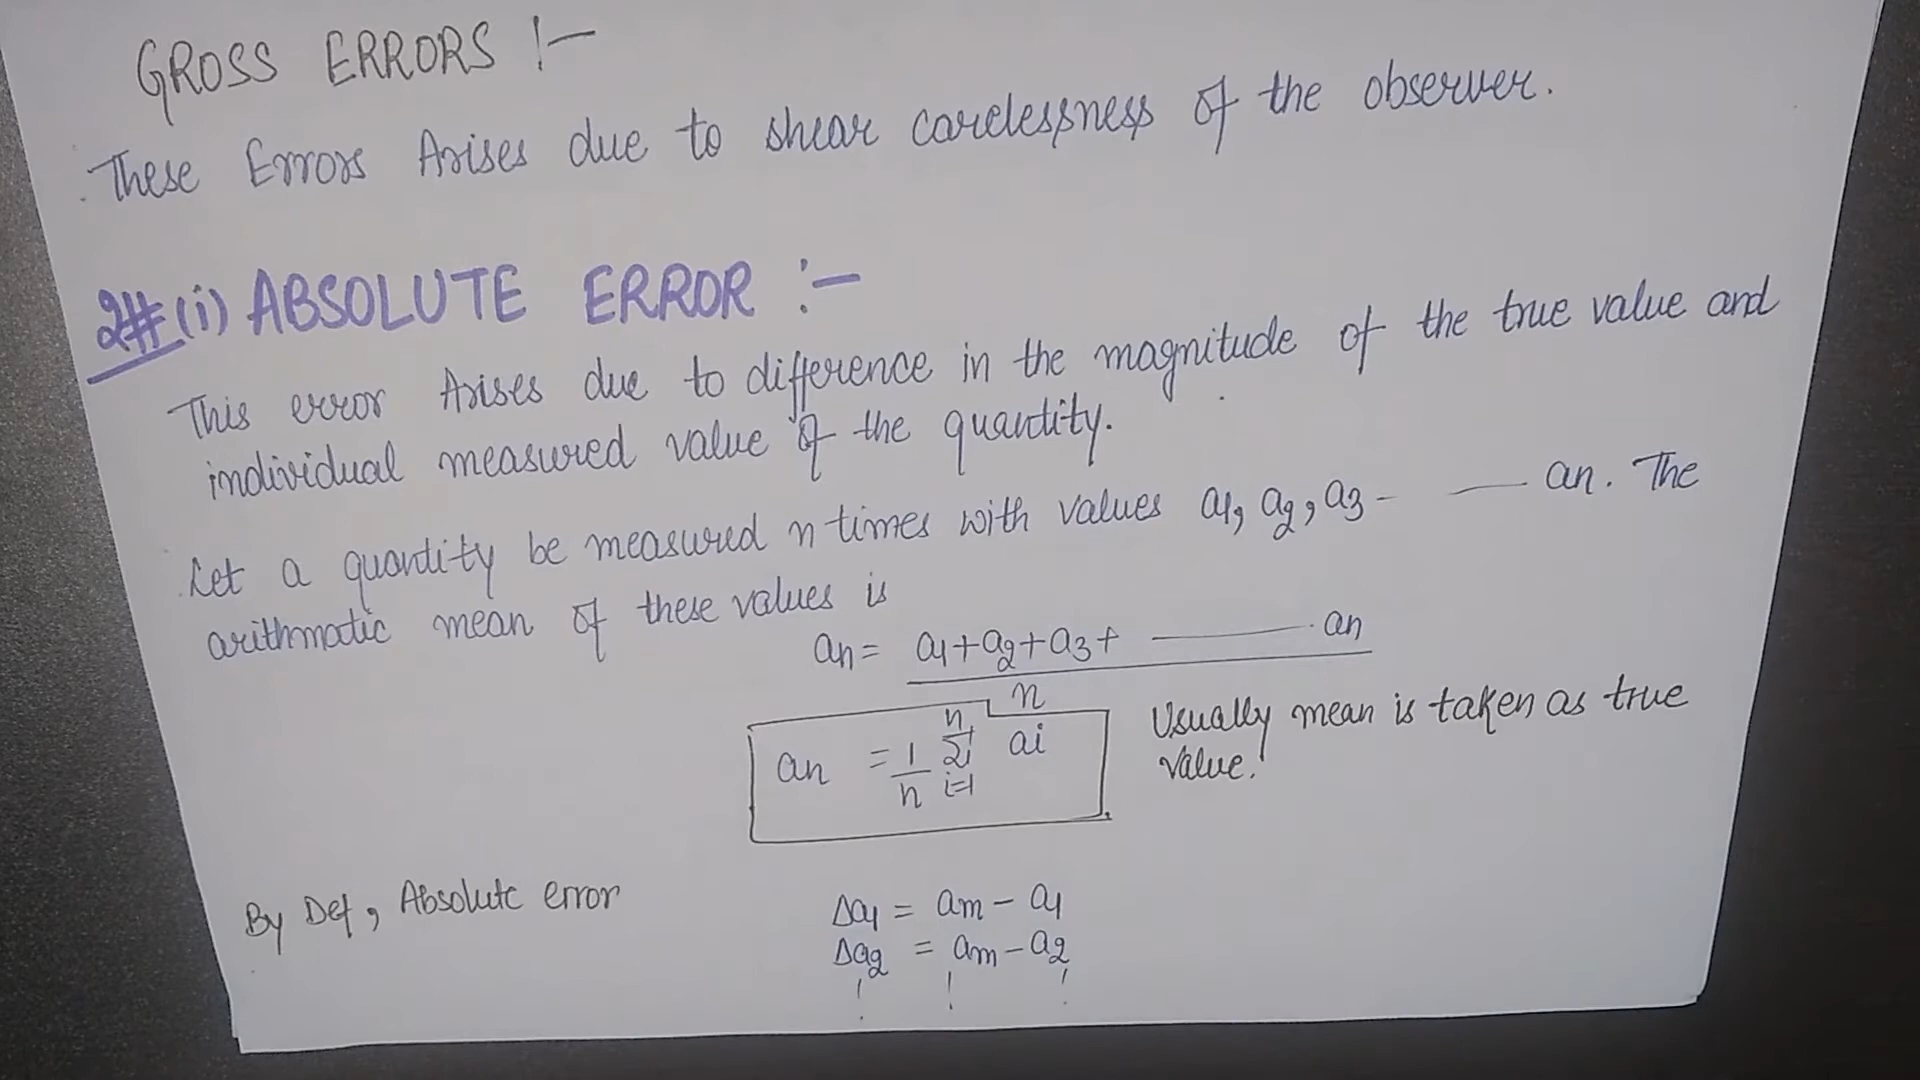 GROSS ERRORS :-
These Errors Arises due to shear carelessness of the observer.
2# (i) ABSOLUTE ERROR :-
This error Arises due to difference in the magnitude of the true value and
individual measured value of the quantity.
Let a quantity be measured n times with values a1, a2, a3 - — an. The
arithmatic mean of these values is
an = a1+a2+a3+ — an
n
an = 1/n n Σ i=1 ai
Usually mean is taken as true
value.
By Def, Absolute error
Δa1 = am - a1
Δa2 = am - a2